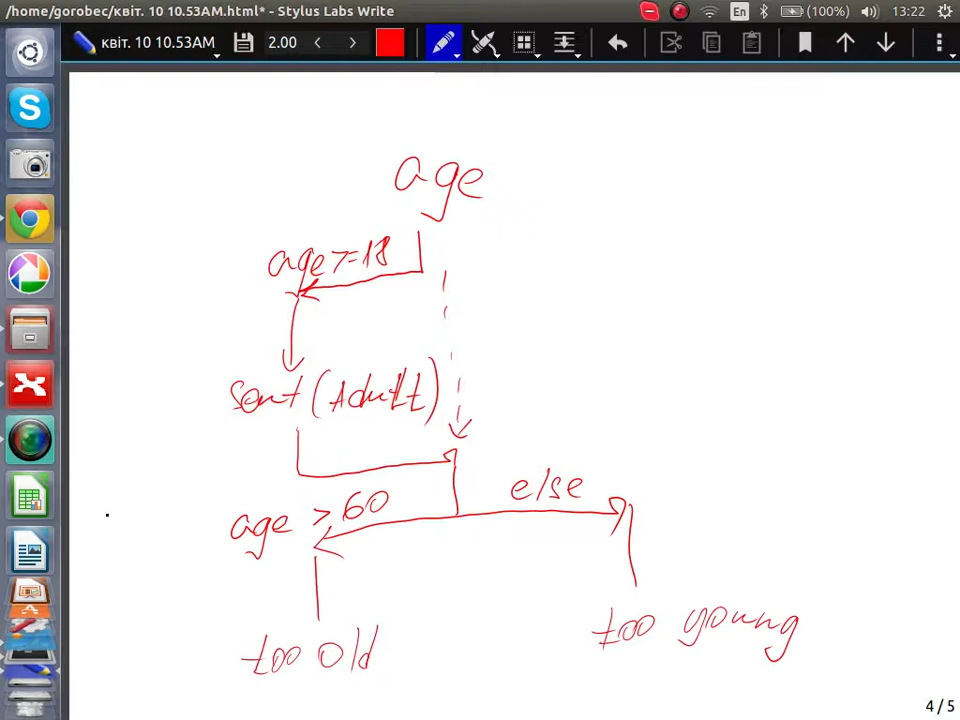 /home/gorobec/квіт. 10 10.53AM.html* - Stylus Labs Write
En
(100%)
13:22
квіт. 10 10.53AM
2.00
age
age >=18
(Adult)
else
age > 60
too young
too old
4 / 5